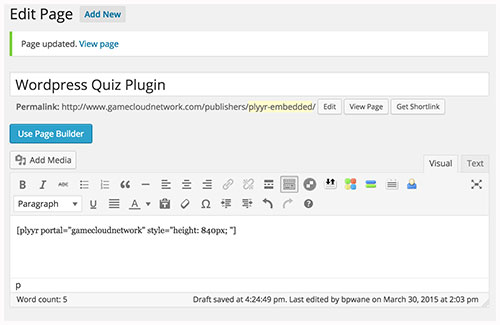 Edit Page Add New
Page updated. View page
Wordpress Quiz Plugin
Permalink: http://www.gamecloudnetwork.com/publishers/plyyr-embedded/ Edit View Page Get Shortlink
Use Page Builder
Add Media Visual Text
B I ABC
Paragraph U A
[plyyr portal="gamecloudnetwork" style="height: 840px; "]
p
Word count: 5 Draft saved at 4:24:49 pm. Last edited by bpwane on March 30, 2015 at 2:03 pm